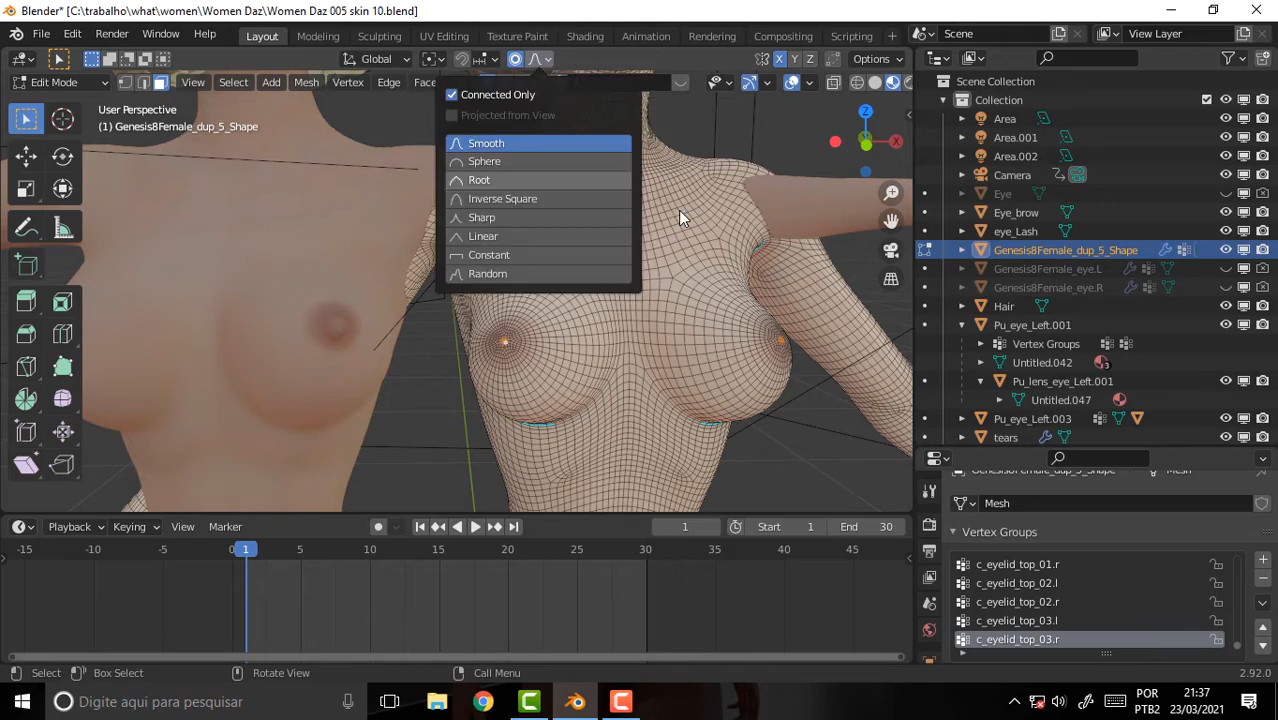 Blender* [C:\trabalho\what\women\Women Daz\Women Daz 005 skin 10.blend]
File Edit Render Window Help Layout Modeling Sculpting UV Editing Texture Paint Shading Animation Rendering Compositing Scripting Scene View Layer
Global X Y Z Options
Edit Mode View Select Add Mesh Vertex Edge Face
User Perspective
(1) Genesis8Female_dup_5_Shape
Connected Only
Projected from View
Smooth
Sphere
Root
Inverse Square
Sharp
Linear
Constant
Random
Z
X
Scene Collection
Collection
Area
Area.001
Area.002
Camera
Eye
Eye_brow
eye_Lash
Genesis8Female_dup_5_Shape
Genesis8Female_eye.L
Genesis8Female_eye.R
Hair
Pu_eye_Left.001
Vertex Groups
Untitled.042
3
Pu_lens_eye_Left.001
Untitled.047
Pu_eye_Left.003
tears
Genesis8Female_dup_5_Shape Mesh
Mesh
Vertex Groups
c_eyelid_top_01.r
c_eyelid_top_02.l
c_eyelid_top_02.r
c_eyelid_top_03.l
c_eyelid_top_03.r
Playback Keying View Marker 1 Start 1 End 30
-15 -10 -5 0 1 5 10 15 20 25 30 35 40 45
Select Box Select Rotate View Call Menu 2.92.0
Digite aqui para pesquisar
POR
PTB2
21:37
23/03/2021